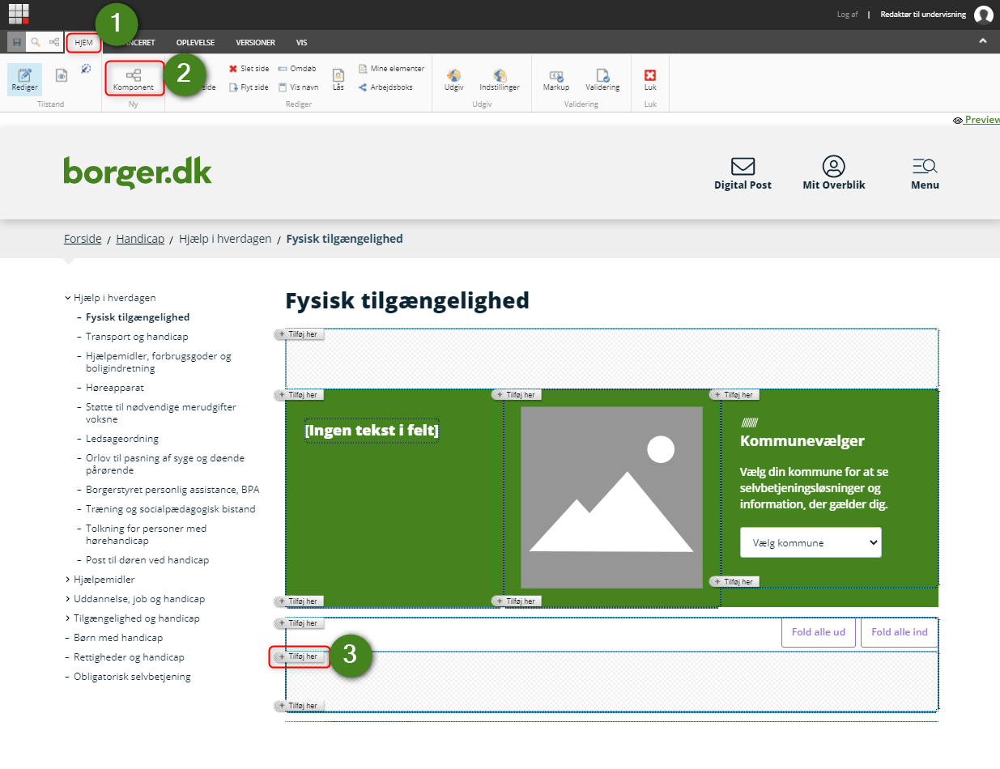 1
Log af | Redaktør til undervisning
HJEM
OPLEVELSE
VERSIONER
VIS
2
Rediger
Komponent
Slet side
Omdøb
Mine elementer
Flyt side
Vis navn
Lås
Arbejdsboks
Udgiv
Indstillinger
Markup
Validering
Luk
Tilstand
Ny
Rediger
Udgiv
Validering
Luk
Preview
borger.dk
Digital Post
Mit Overblik
Menu
Forside / Handicap / Hjælp i hverdagen / Fysisk tilgængelighed
Hjælp i hverdagen
– Fysisk tilgængelighed
– Transport og handicap
– Hjælpemidler, forbrugsgoder og
boligindretning
– Høreapparat
– Støtte til nødvendige merudgifter
voksne
– Ledsageordning
– Orlov til pasning af syge og døende
pårørende
– Borgerstyret personlig assistance, BPA
– Træning og socialpædagogisk bistand
– Tolkning for personer med
hørehandicap
– Post til døren ved handicap
Hjælpemidler
Uddannelse, job og handicap
Tilgængelighed og handicap
– Børn med handicap
– Rettigheder og handicap
– Obligatorisk selvbetjening
Fysisk tilgængelighed
+ Tilføj her
+ Tilføj her
+ Tilføj her
+ Tilføj her
[Ingen tekst i felt]
Kommunevælger
Vælg din kommune for at se
selvbetjeningsløsninger og
information, der gælder dig.
Vælg kommune
+ Tilføj her
+ Tilføj her
+ Tilføj her
+ Tilføj her
Fold alle ud
Fold alle ind
+ Tilføj her
3
+ Tilføj her